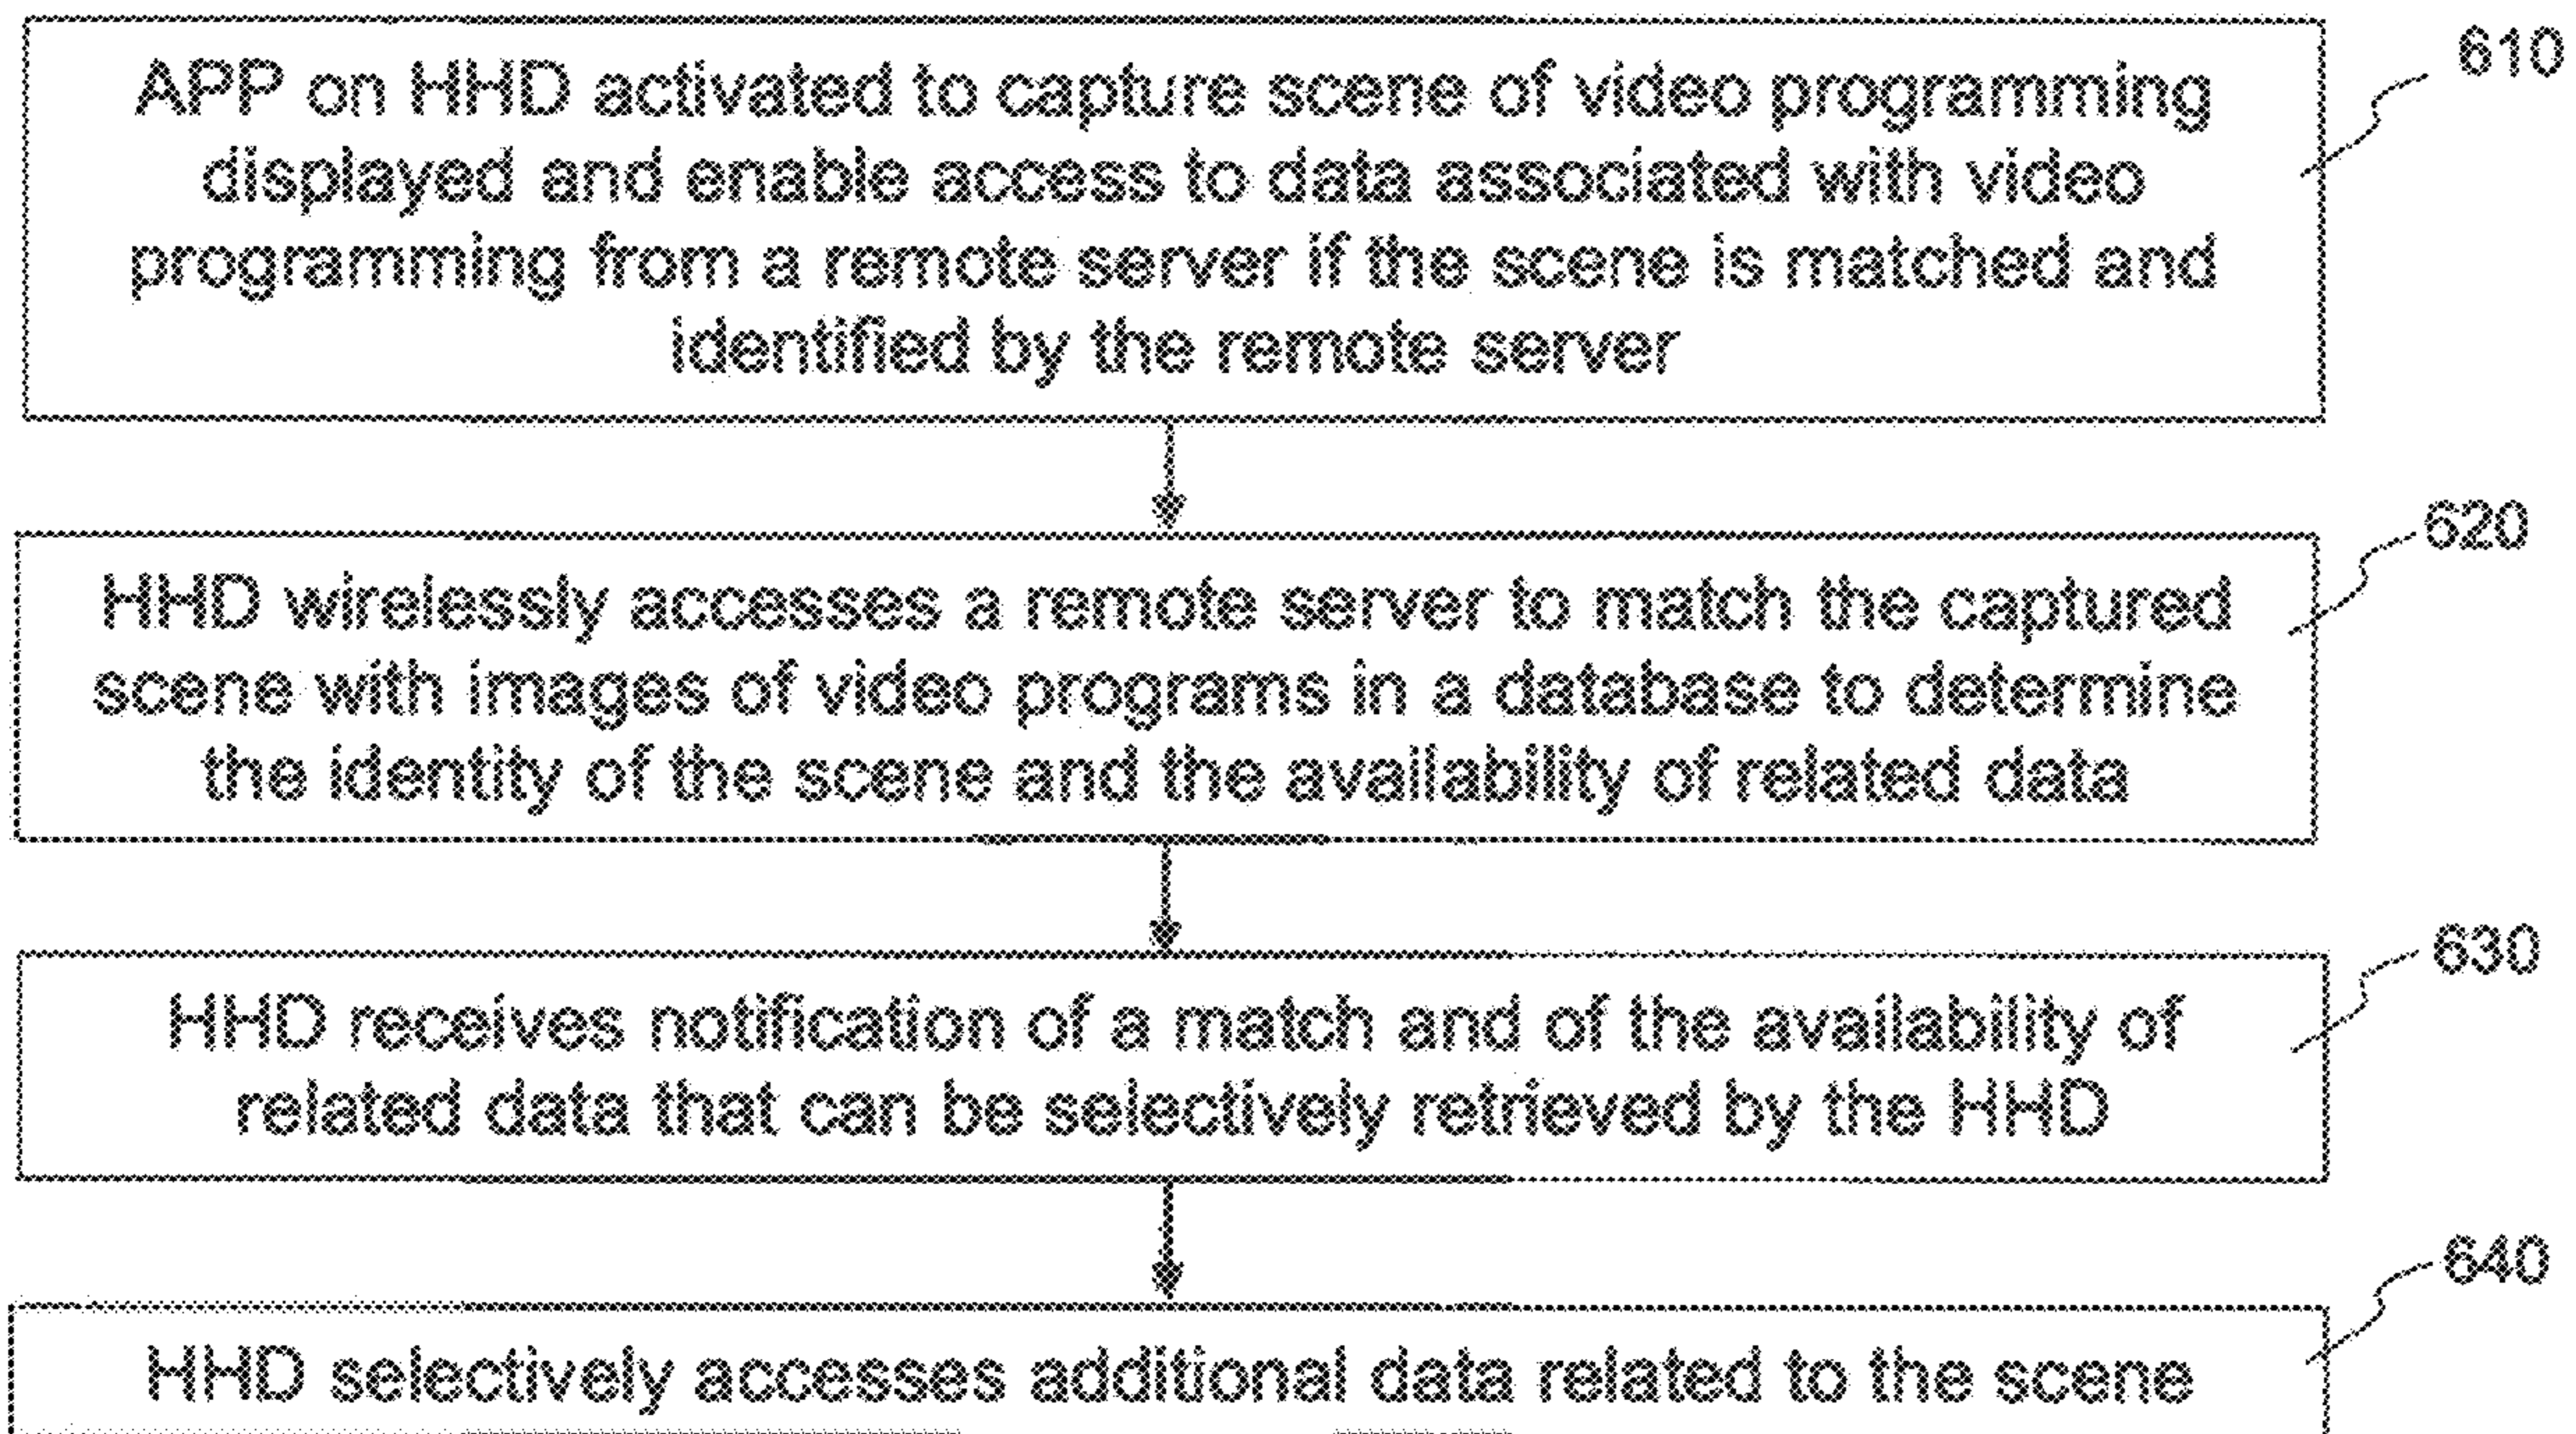 APP on HHD activated to capture scene of video programming
displayed and enable access to data associated with video
programming from a remote server if the scene is matched and
identified by the remote server
610
HHD wirelessly accesses a remote server to match the captured
scene with images of video programs in a database to determine
the identity of the scene and the availability of related data
620
HHD receives notification of a match and of the availability of
related data that can be selectively retrieved by the HHD
630
HHD selectively accesses additional data related to the scene
640